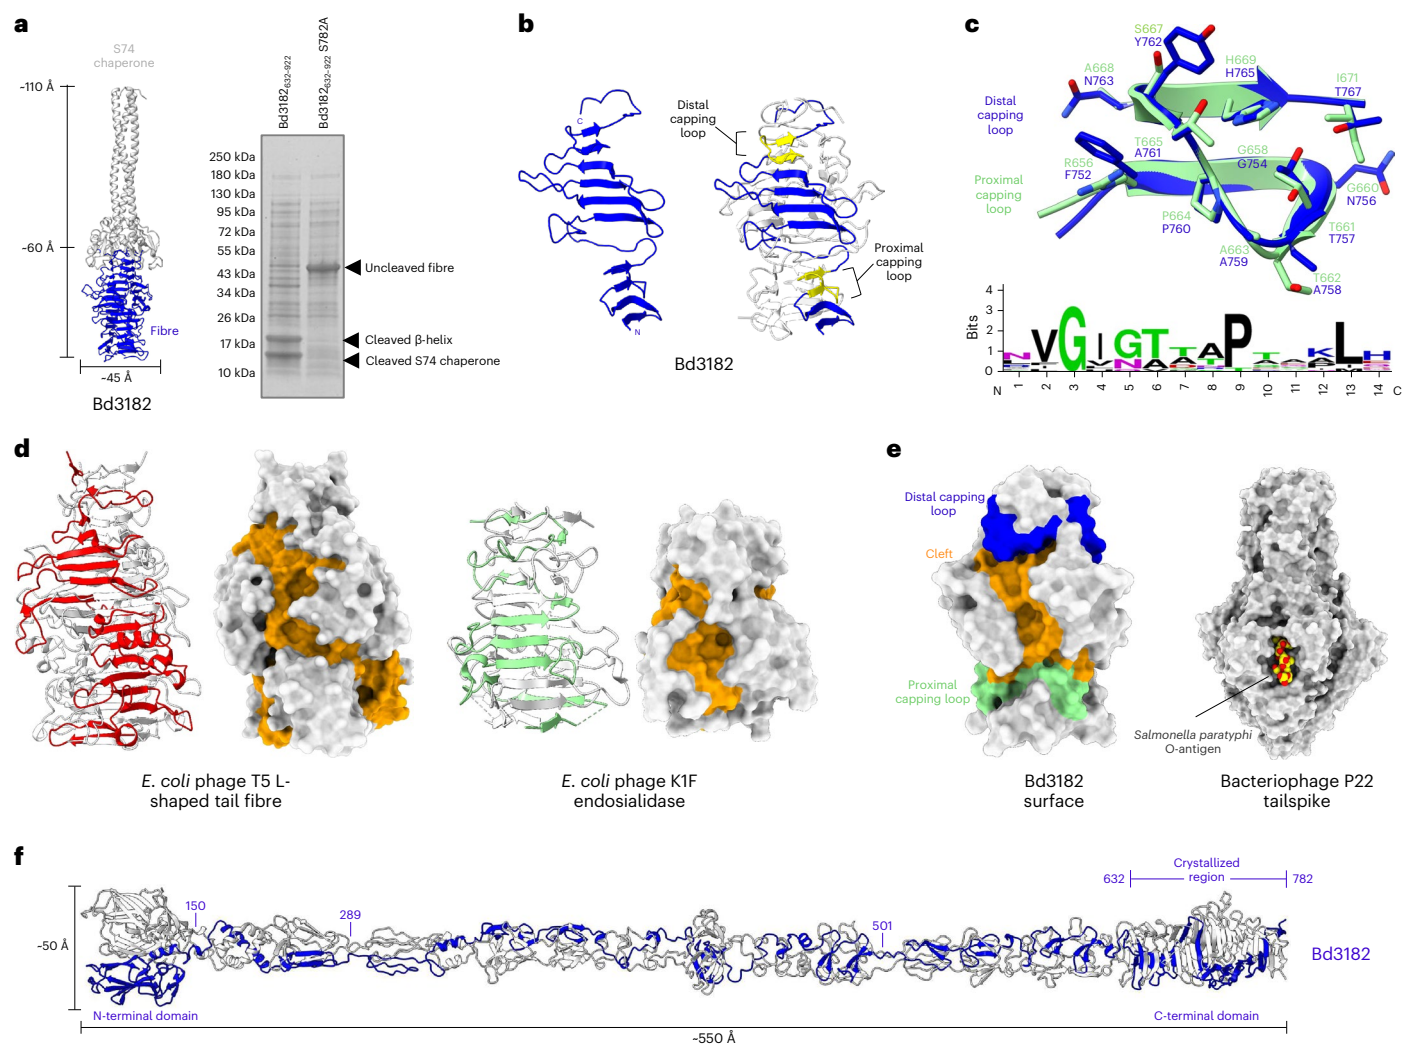 a
S74
chaperone
~110 Å
~60 Å
Fibre
~45 Å
Bd3182
Bd3182632–922
Bd3182632–922 S782A
250 kDa
180 kDa
130 kDa
95 kDa
72 kDa
55 kDa
43 kDa
34 kDa
26 kDa
17 kDa
10 kDa
Uncleaved fibre
Cleaved β-helix
Cleaved S74 chaperone
b
C
N
Distal
capping
loop
Proximal
capping
loop
Bd3182
c
S667
Y762
A668
N763
H669
H765
I671
T767
Distal
capping
loop
T665
A761
G658
G754
R656
F752
Proximal
capping
loop
G660
N756
P664
P760
T661
T757
A663
A759
T662
A758
Bits
4
3
2
1
0
N V G I G T T A P T K L H
N 1 2 3 4 5 6 7 8 9 10 11 12 13 14 C
d
E. coli phage T5 L-
shaped tail fibre
E. coli phage K1F
endosialidase
e
Distal capping
loop
Cleft
Proximal
capping loop
Salmonella paratyphi
O-antigen
Bd3182
surface
Bacteriophage P22
tailspike
f
Crystallized
632 region 782
150
289
501
~50 Å
Bd3182
N-terminal domain
C-terminal domain
~550 Å